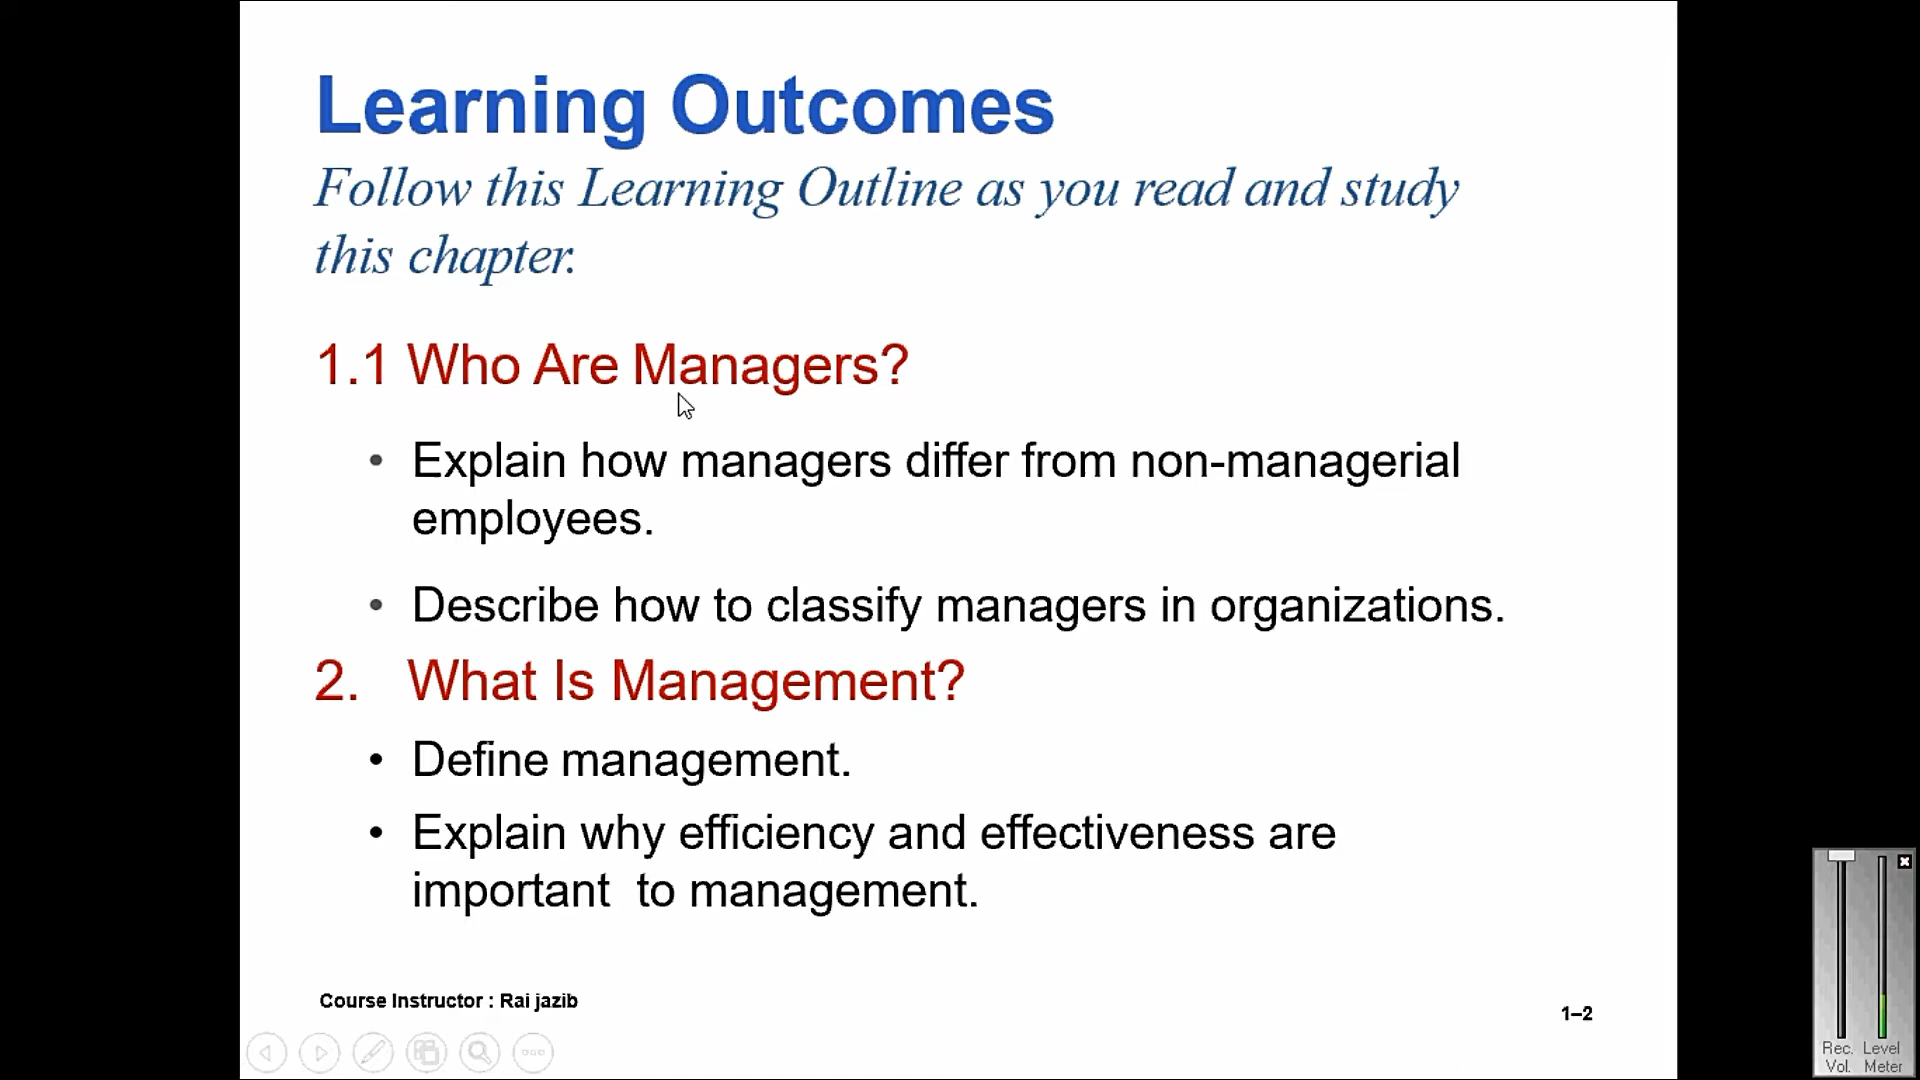 Learning Outcomes
Follow this Learning Outline as you read and study
this chapter.
1.1 Who Are Managers?
• Explain how managers differ from non-managerial
employees.
• Describe how to classify managers in organizations.
2. What Is Management?
• Define management.
• Explain why efficiency and effectiveness are
important to management.
Course Instructor : Rai jazib
1–2
Rec. Level
Vol. Meter